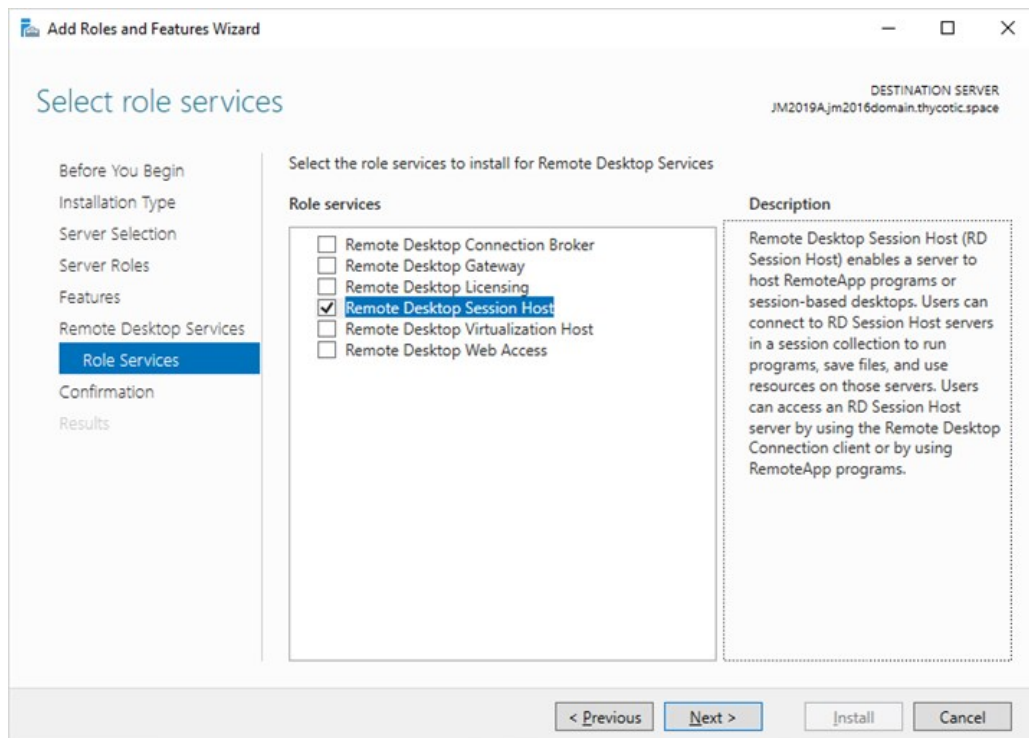 Add Roles and Features Wizard
Select role services
DESTINATION SERVER
JM2019A.jm2016domain.thycotic.space
Before You Begin
Installation Type
Server Selection
Server Roles
Features
Remote Desktop Services
Role Services
Confirmation
Results
Select the role services to install for Remote Desktop Services
Role services
Remote Desktop Connection Broker
Remote Desktop Gateway
Remote Desktop Licensing
Remote Desktop Session Host
Remote Desktop Virtualization Host
Remote Desktop Web Access
Description
Remote Desktop Session Host (RD
Session Host) enables a server to
host RemoteApp programs or
session-based desktops. Users can
connect to RD Session Host servers
in a session collection to run
programs, save files, and use
resources on those servers. Users
can access an RD Session Host
server by using the Remote Desktop
Connection client or by using
RemoteApp programs.
< Previous
Next >
Install
Cancel